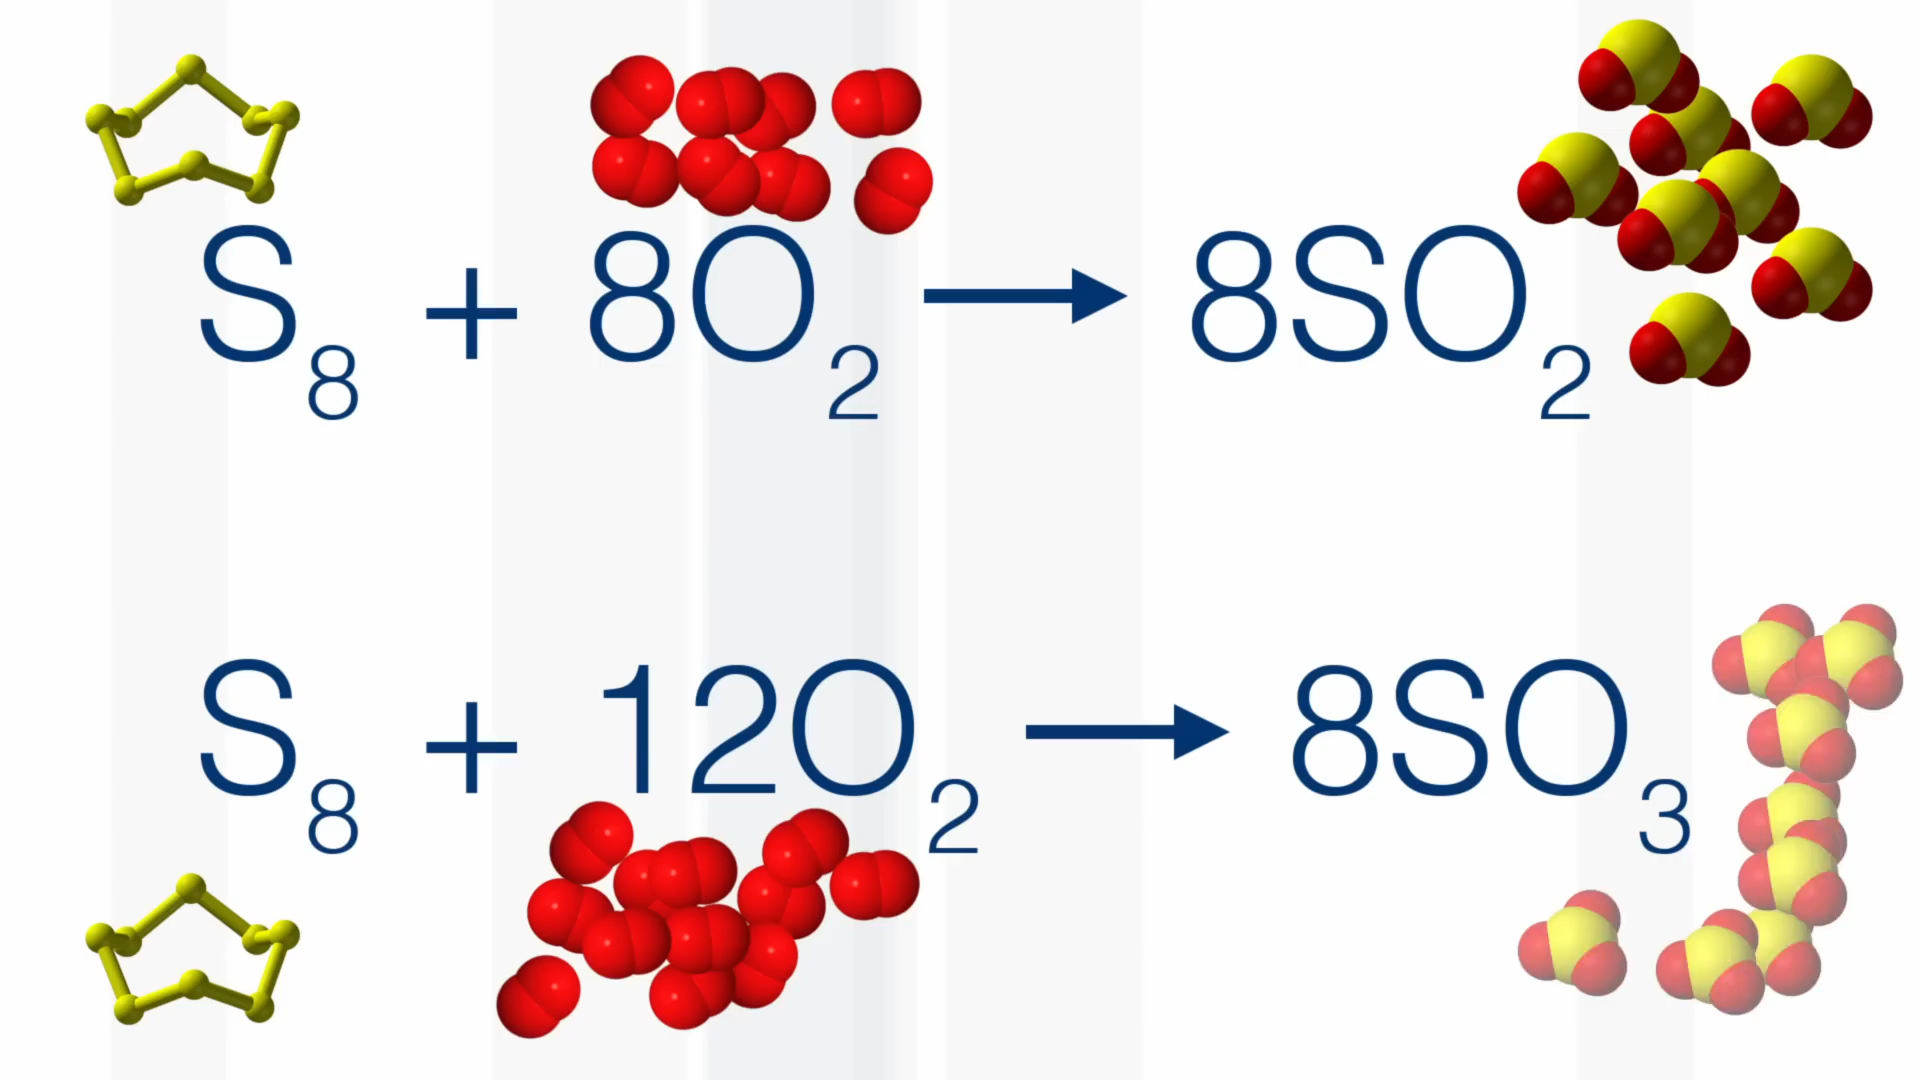 S₈ + 8O₂ → 8SO₂
S₈ + 12O₂ → 8SO₃